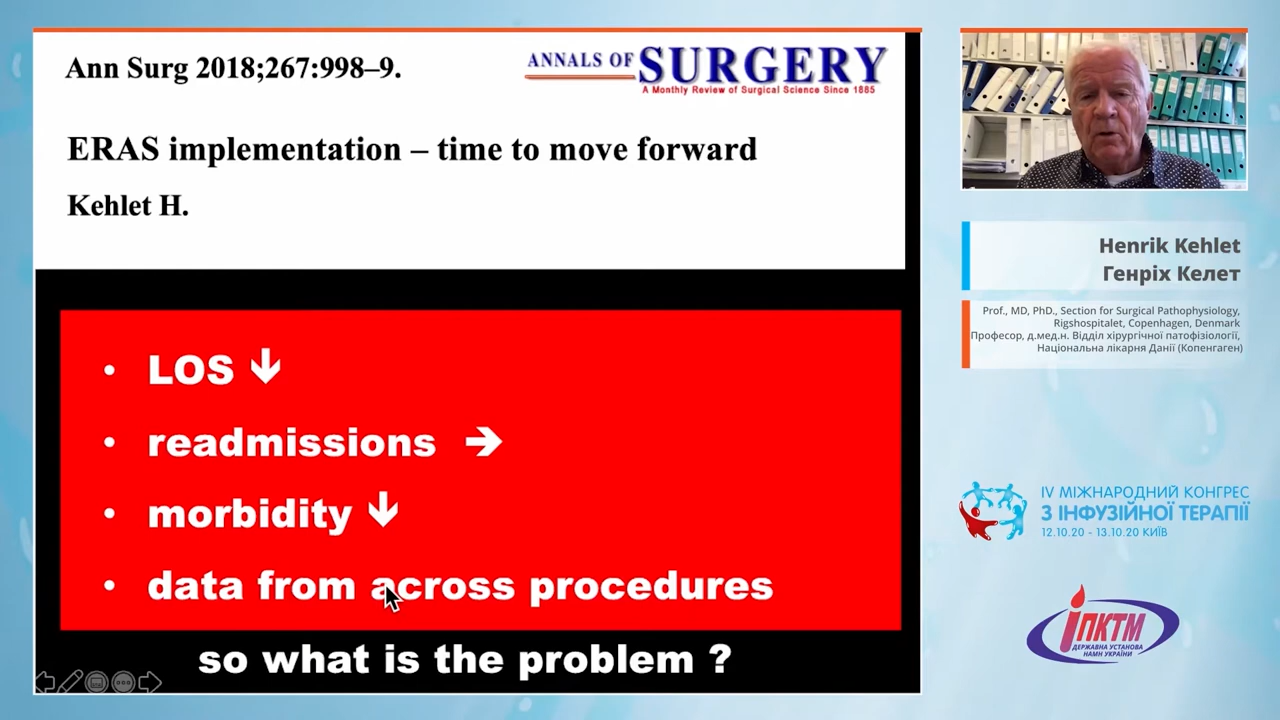 Ann Surg 2018;267:998–9.
ANNALS OF SURGERY
A Monthly Review of Surgical Science Since 1885
ERAS implementation – time to move forward
Kehlet H.
• LOS ↓
• readmissions →
• morbidity ↓
• data from across procedures
so what is the problem ?
Henrik Kehlet
Генріх Келет
Prof., MD, PhD., Section for Surgical Pathophysiology,
Rigshospitalet, Copenhagen, Denmark
Професор, д.мед.н. Відділ хірургічної патофізіології,
Національна лікарня Данії (Копенгаген)
IV МІЖНАРОДНИЙ КОНГРЕС
З ІНФУЗІЙНОЇ ТЕРАПІЇ
12.10.20 - 13.10.20 КИЇВ
ІПКТМ
ДЕРЖАВНА УСТАНОВА
НАМН УКРАЇНИ